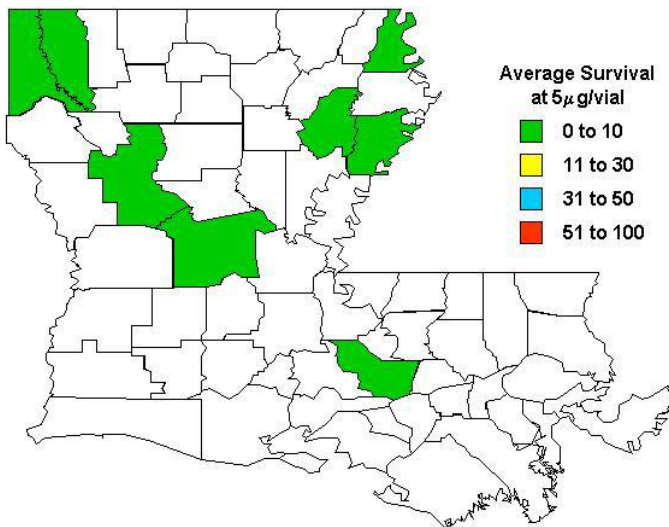 Average Survival
at 5µg/vial
0 to 10
11 to 30
31 to 50
51 to 100